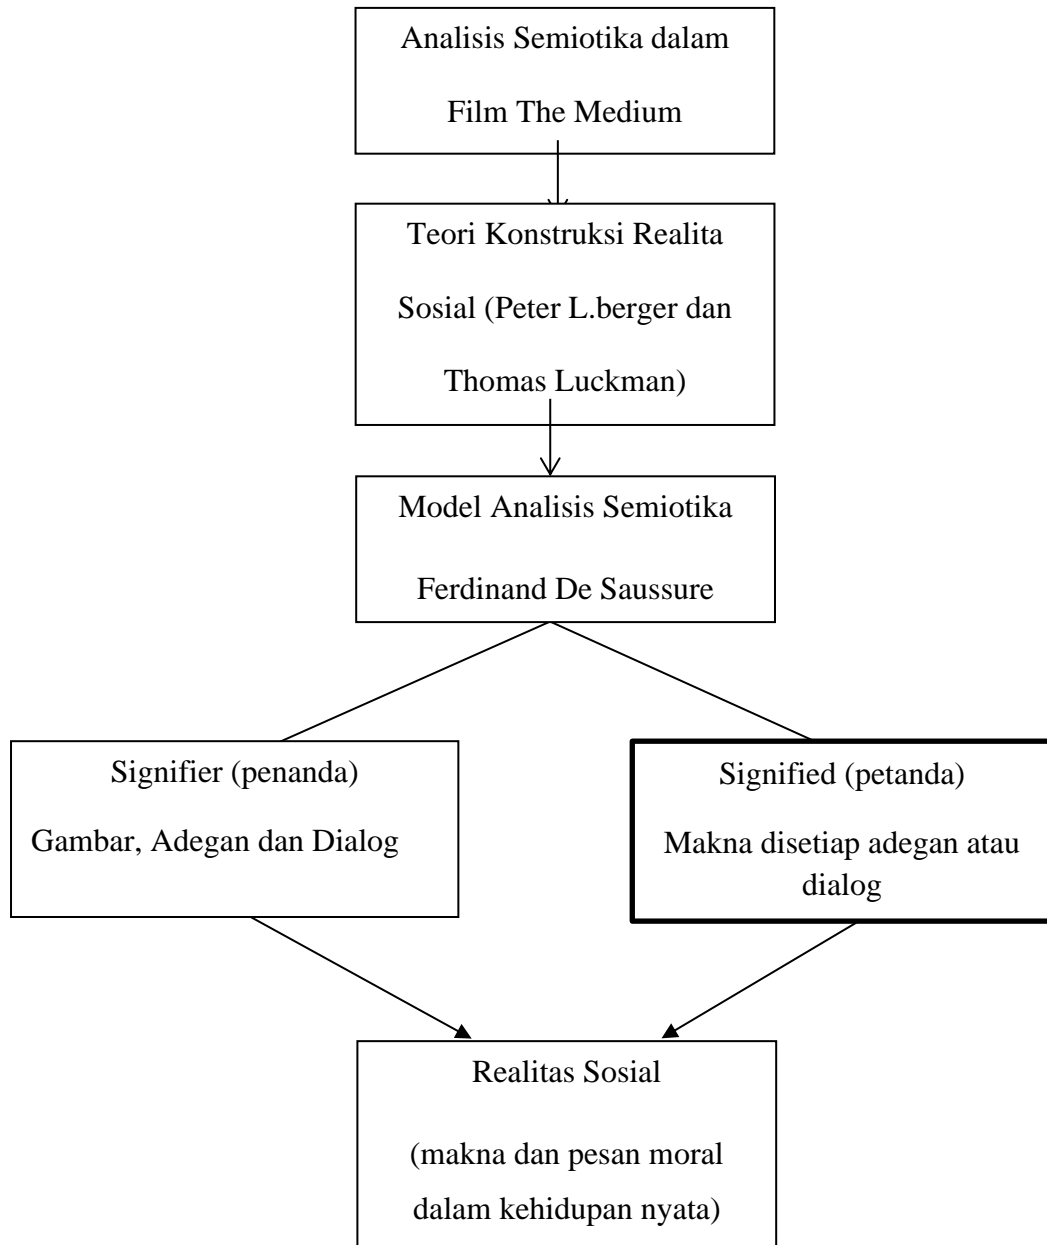 Analisis Semiotika dalam
Film The Medium
Teori Konstruksi Realita
Sosial (Peter L.berger dan
Thomas Luckman)
Model Analisis Semiotika
Ferdinand De Saussure
Signifier (penanda)
Gambar, Adegan dan Dialog
Signified (petanda)
Makna disetiap adegan atau
dialog
Realitas Sosial
(makna dan pesan moral
dalam kehidupan nyata)